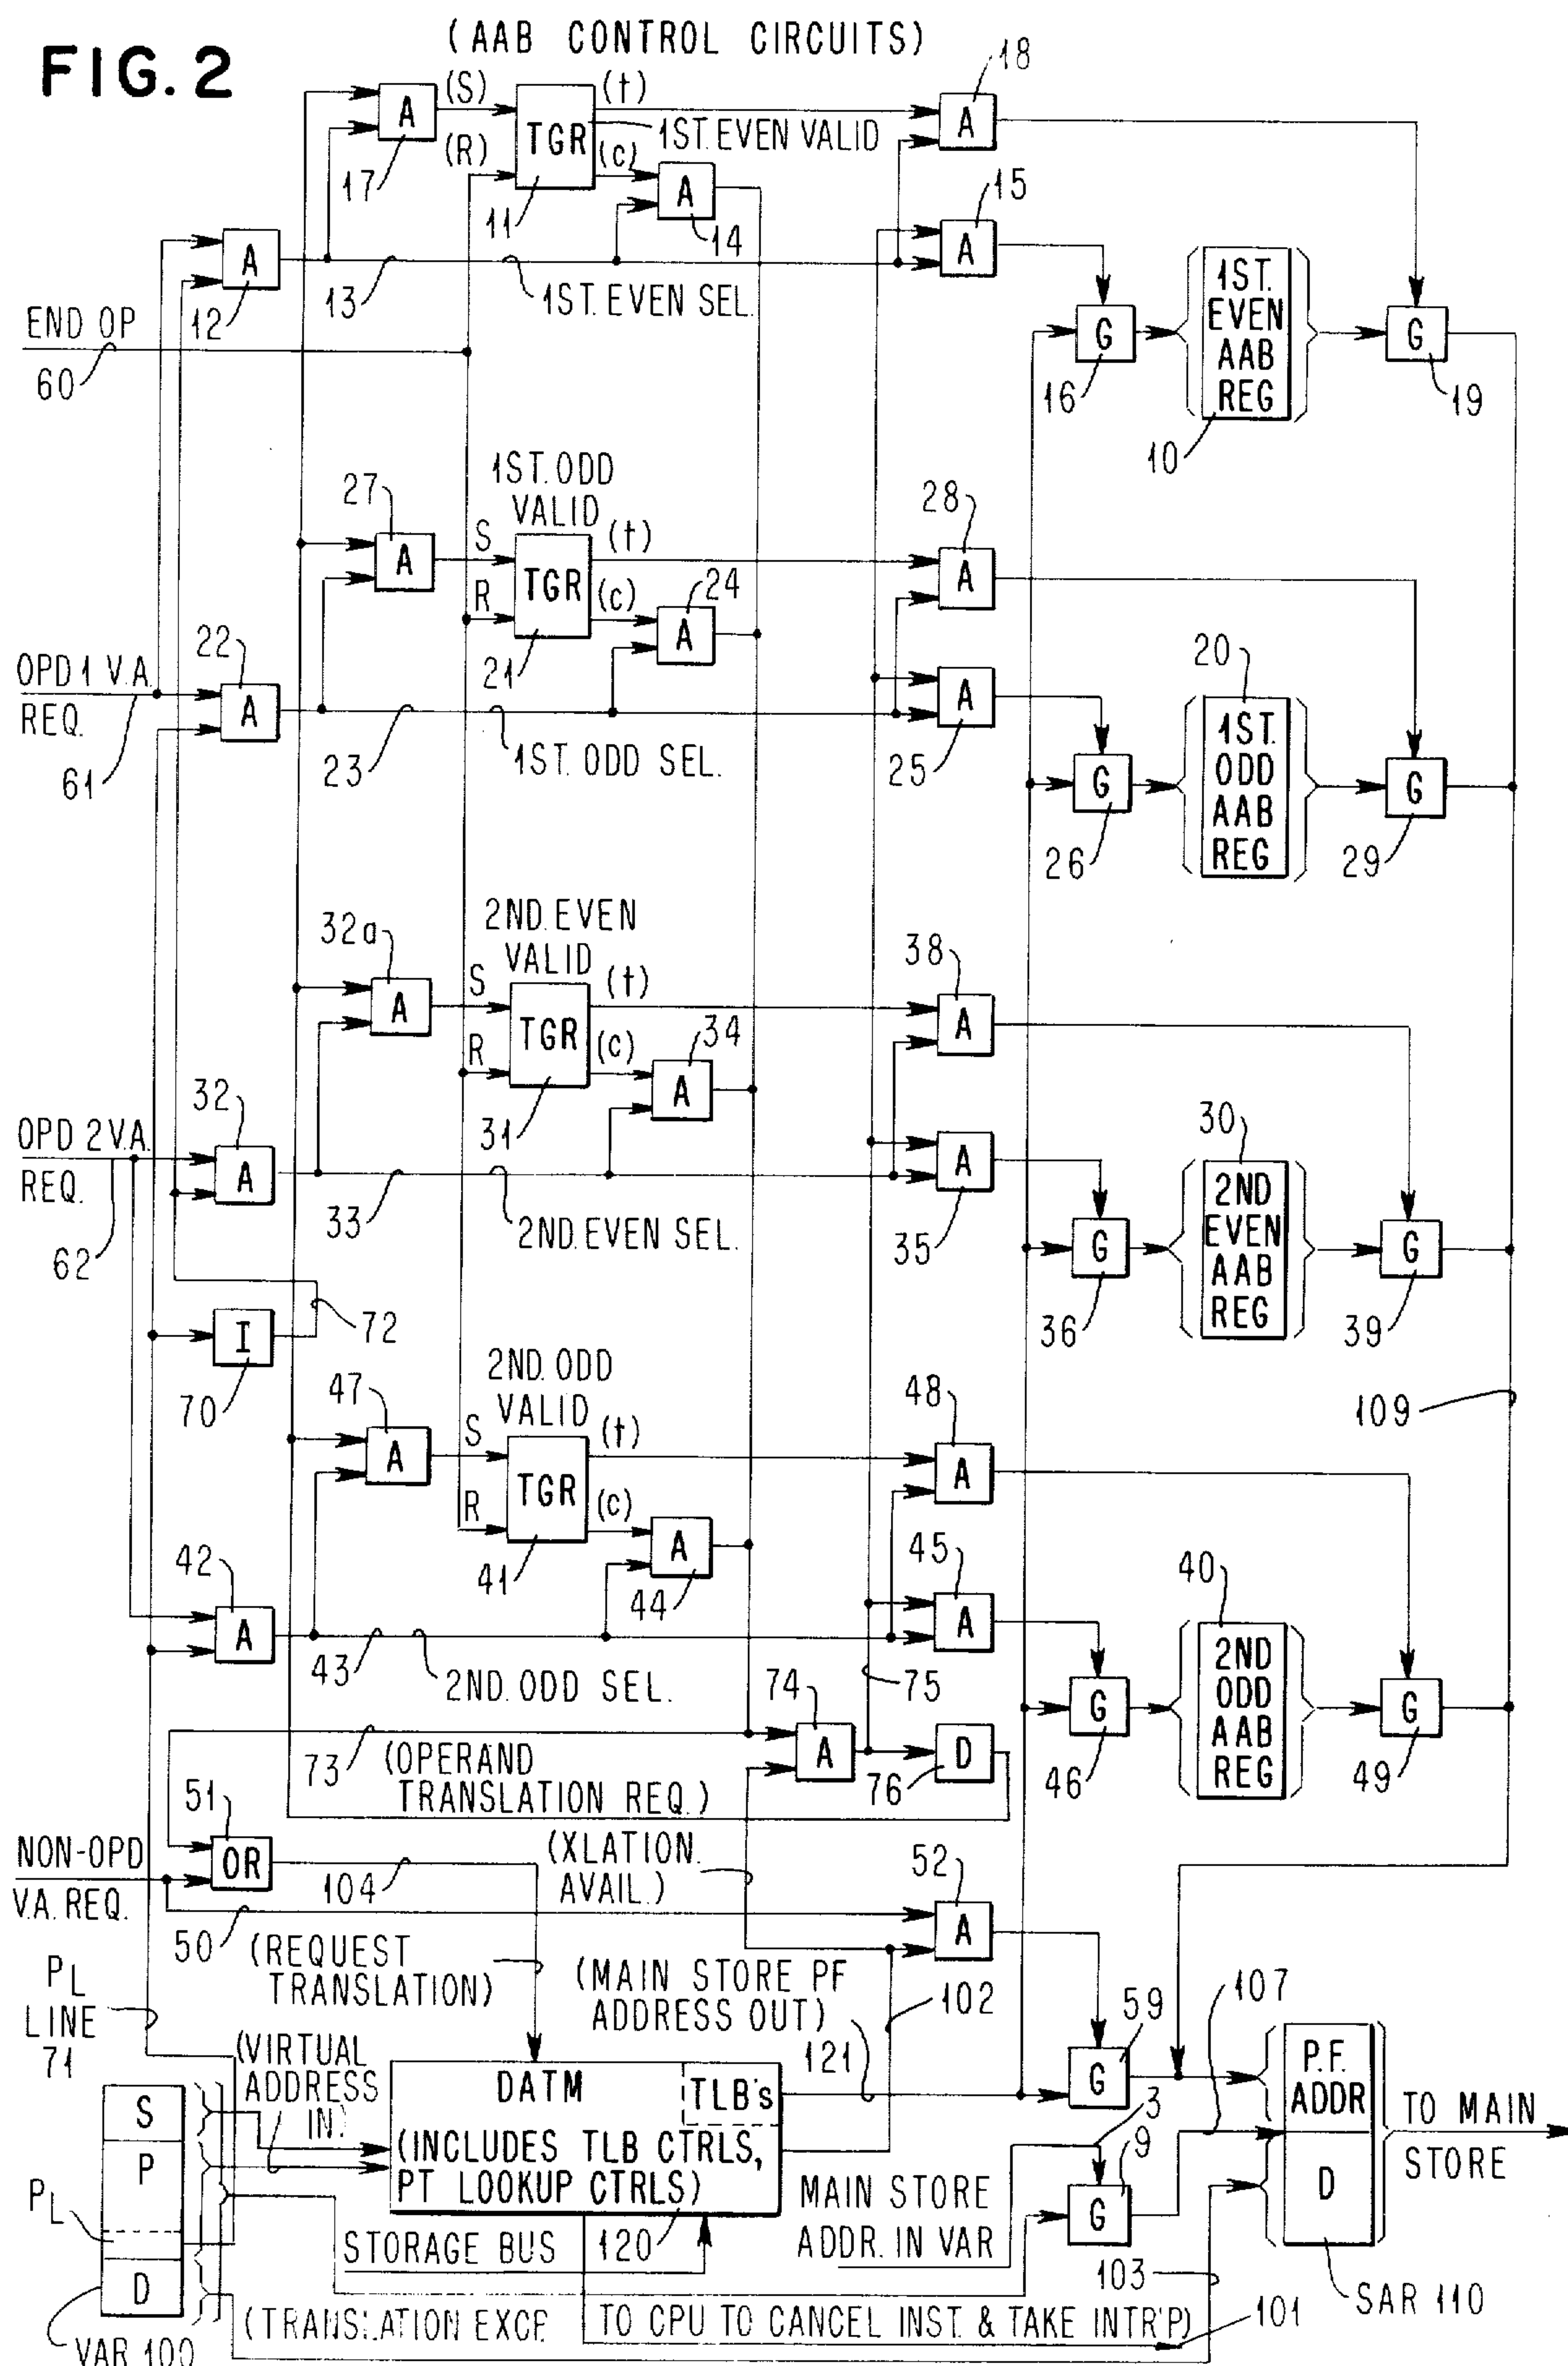 FIG. 2
(AAB CONTROL CIRCUITS)
A
17
(S)
(R)
TGR
11
(t)
(c)
1ST. EVEN VALID
A
14
A
18
A
15
A
12
13
1ST. EVEN SEL.
END OP
60
G
16
1ST.
EVEN
AAB
REG
10
G
19
27
A
1ST. ODD
VALID
S
R
TGR
21
(t)
(c)
24
A
28
A
22
A
OPD 1 V.A.
REQ.
61
23
1ST. ODD SEL.
A
25
G
26
20
1ST.
ODD
AAB
REG
G
29
32a
A
2ND. EVEN
VALID
S
R
TGR
31
(t)
(c)
34
A
38
A
32
A
OPD 2 V.A.
REQ.
62
33
2ND. EVEN SEL.
A
35
G
36
30
2ND
EVEN
AAB
REG
G
39
I
70
72
47
A
2ND. ODD
VALID
S
R
TGR
41
(t)
(c)
A
44
48
A
109
42
A
43
2ND. ODD SEL.
45
A
75
G
46
40
2ND
ODD
AAB
REG
G
49
74
A
D
76
73
(OPERAND
TRANSLATION REQ.)
51
OR
NON-OPD
V.A. REQ.
50
104
(XLATION.
AVAIL.)
52
A
(REQUEST
TRANSLATION)
(MAIN STORE PF
ADDRESS OUT)
102
121
PL
LINE
71
(VIRTUAL
ADDRESS
IN)
DATM
TLB's
(INCLUDES TLB CTRLS,
PT LOOKUP CTRLS)
120
STORAGE BUS
59
G
3
9
G
MAIN STORE
ADDR. IN VAR
107
P.F.
ADDR
D
TO MAIN
STORE
SAR 110
103
101
S
P
PL
D
VAR 100
(TRANSLATION EXCP.
TO CPU TO CANCEL INST. & TAKE INTR'P)